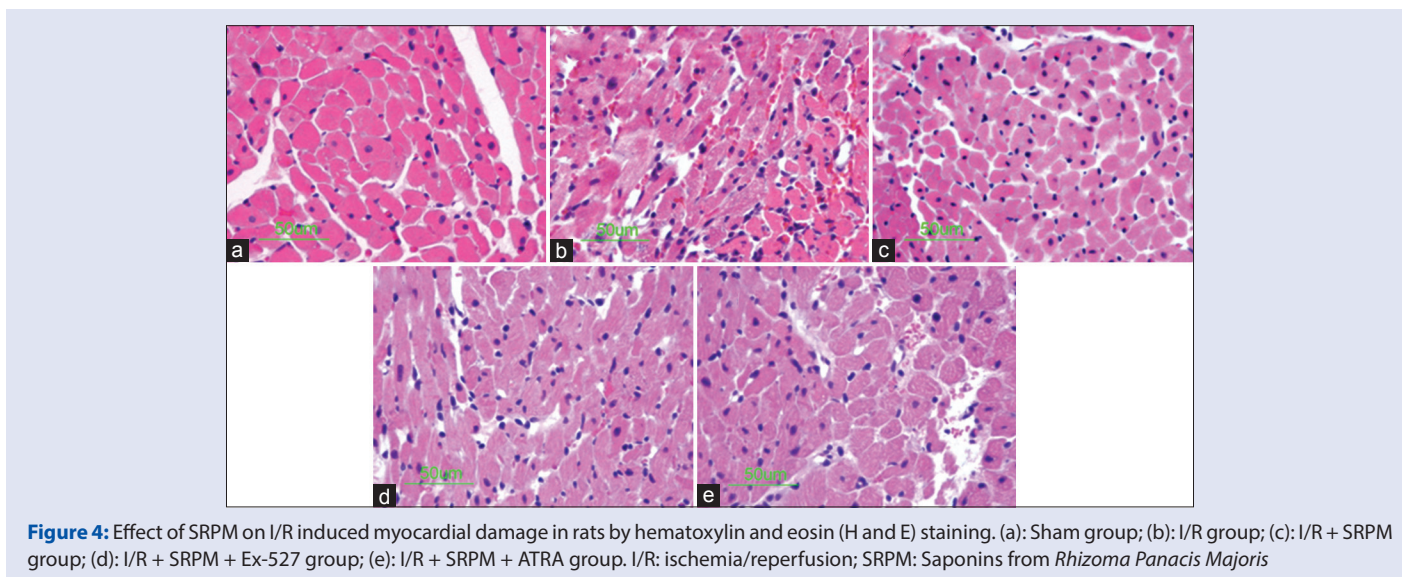 50um
a
50um
b
50um
c
50um
d
50um
e
Figure 4: Effect of SRPM on I/R induced myocardial damage in rats by hematoxylin and eosin (H and E) staining. (a): Sham group; (b): I/R group; (c): I/R + SRPM
group; (d): I/R + SRPM + Ex-527 group; (e): I/R + SRPM + ATRA group. I/R: ischemia/reperfusion; SRPM: Saponins from Rhizoma Panacis Majoris